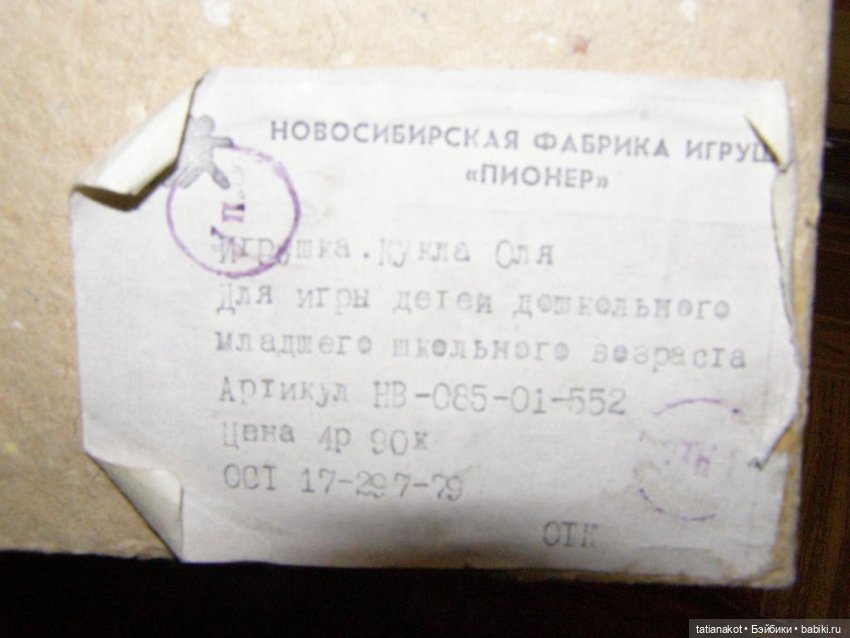 НОВОСИБИРСКАЯ ФАБРИКА ИГРУШ
«ПИОНЕР»
Игрушка.Кукла Оля
Для игры детей дошкольного
младшего школьного возраста
Артикул НВ-085-01-552
Цена 4р 90к
ОСТ 17-297-79
ОТК
tatianakot • Бэйбики • babiki.ru